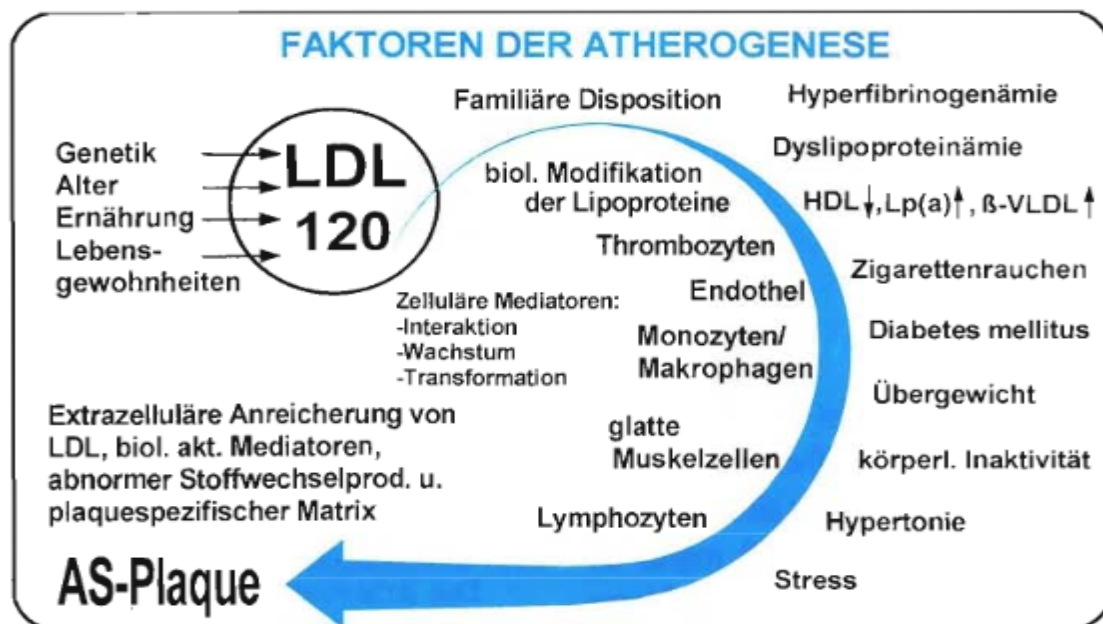 FAKTOREN DER ATHEROGENESE
Genetik
Alter
Ernährung
Lebens-
gewohnheiten
LDL
120
Familiäre Disposition
biol. Modifikation
der Lipoproteine
Thrombozyten
Endothel
Monozyten/
Makrophagen
glatte
Muskelzellen
Lymphozyten
Zelluläre Mediatoren:
-Interaktion
-Wachstum
-Transformation
Hyperfibrinogenämie
Dyslipoproteinämie
HDL↓,Lp(a)↑, ß-VLDL↑
Zigarettenrauchen
Diabetes mellitus
Übergewicht
körperl. Inaktivität
Hypertonie
Stress
Extrazelluläre Anreicherung von
LDL, biol. akt. Mediatoren,
abnormer Stoffwechselprod. u.
plaquespezifischer Matrix
AS-Plaque